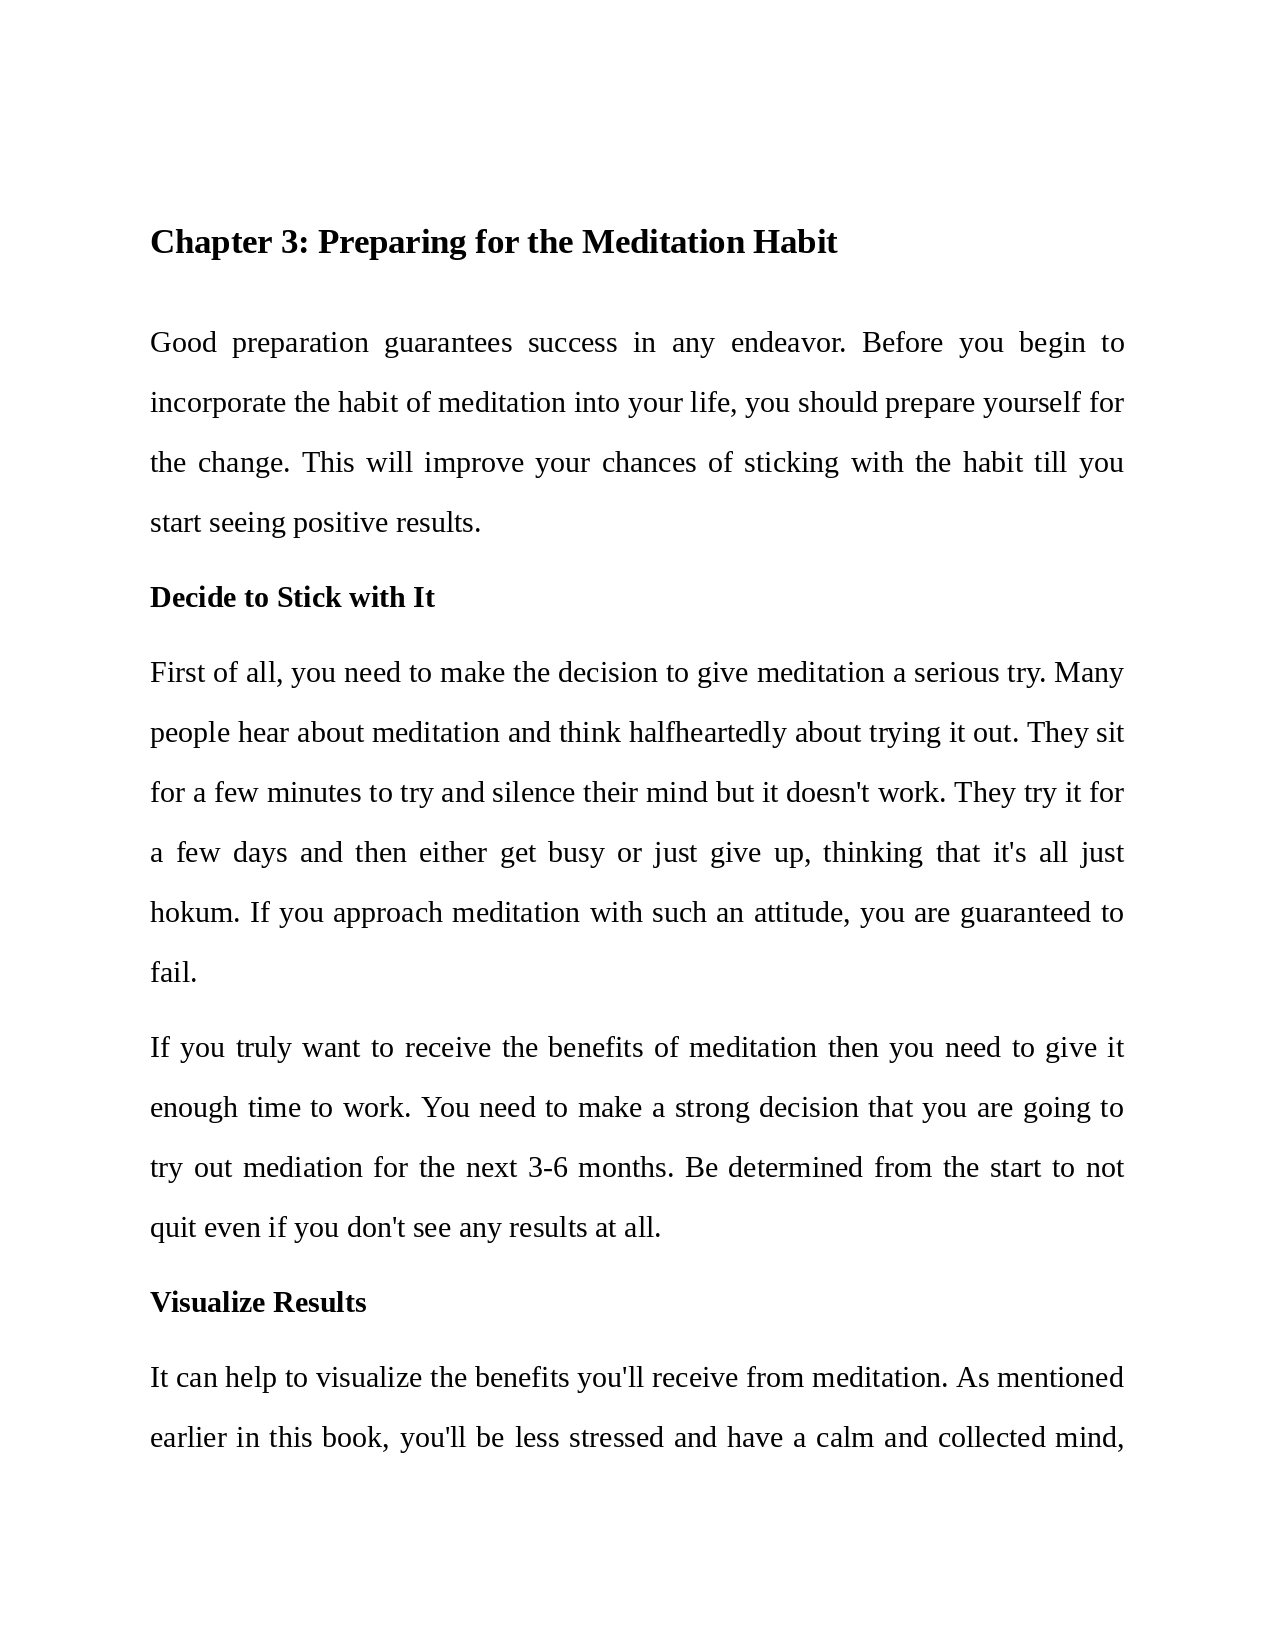 Chapter 3: Preparing for the Meditation Habit
Good preparation guarantees success in any endeavor. Before you begin to
incorporate the habit of meditation into your life, you should prepare yourself for
the change. This will improve your chances of sticking with the habit till you
start seeing positive results.
Decide to Stick with It
First of all, you need to make the decision to give meditation a serious try. Many
people hear about meditation and think halfheartedly about trying it out. They sit
for a few minutes to try and silence their mind but it doesn't work. They try it for
a few days and then either get busy or just give up, thinking that it's all just
hokum. If you approach meditation with such an attitude, you are guaranteed to
fail.
If you truly want to receive the benefits of meditation then you need to give it
enough time to work. You need to make a strong decision that you are going to
try out mediation for the next 3-6 months. Be determined from the start to not
quit even if you don't see any results at all.
Visualize Results
It can help to visualize the benefits you'll receive from meditation. As mentioned
earlier in this book, you'll be less stressed and have a calm and collected mind,